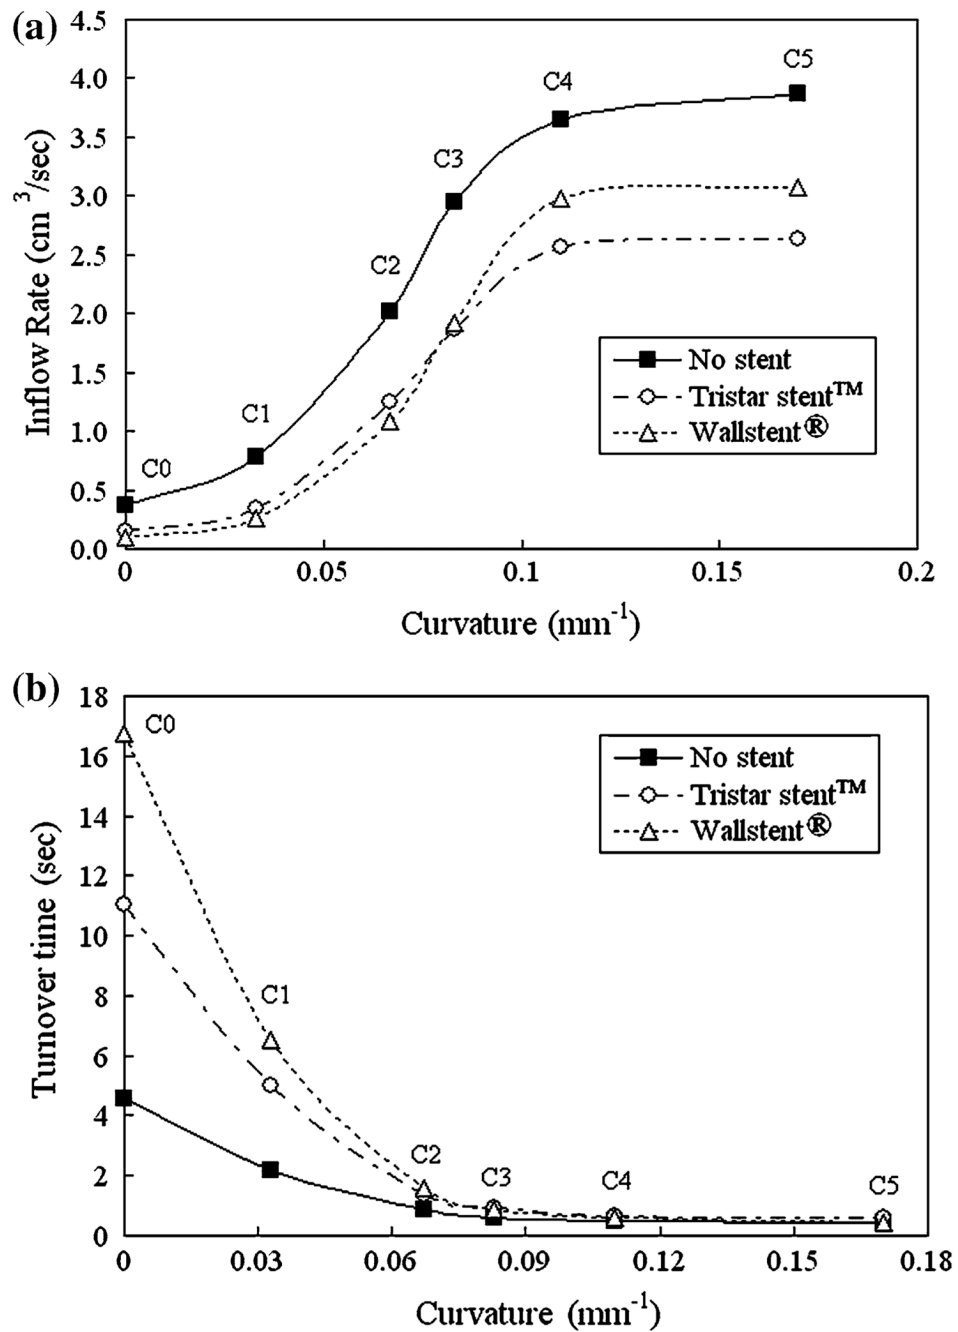 (a)
4.5
4.0
3.5
3.0
2.5
2.0
1.5
1.0
0.5
0.0
Inflow Rate (cm³/sec)
C0
C1
C2
C3
C4
C5
No stent
Tristar stent™
Wallstent®
0 0.05 0.1 0.15 0.2
Curvature (mm⁻¹)
(b)
18
16
14
12
10
8
6
4
2
0
Turnover time (sec)
C0
C1
C2
C3
C4
C5
No stent
Tristar stent™
Wallstent®
0 0.03 0.06 0.09 0.12 0.15 0.18
Curvature (mm⁻¹)